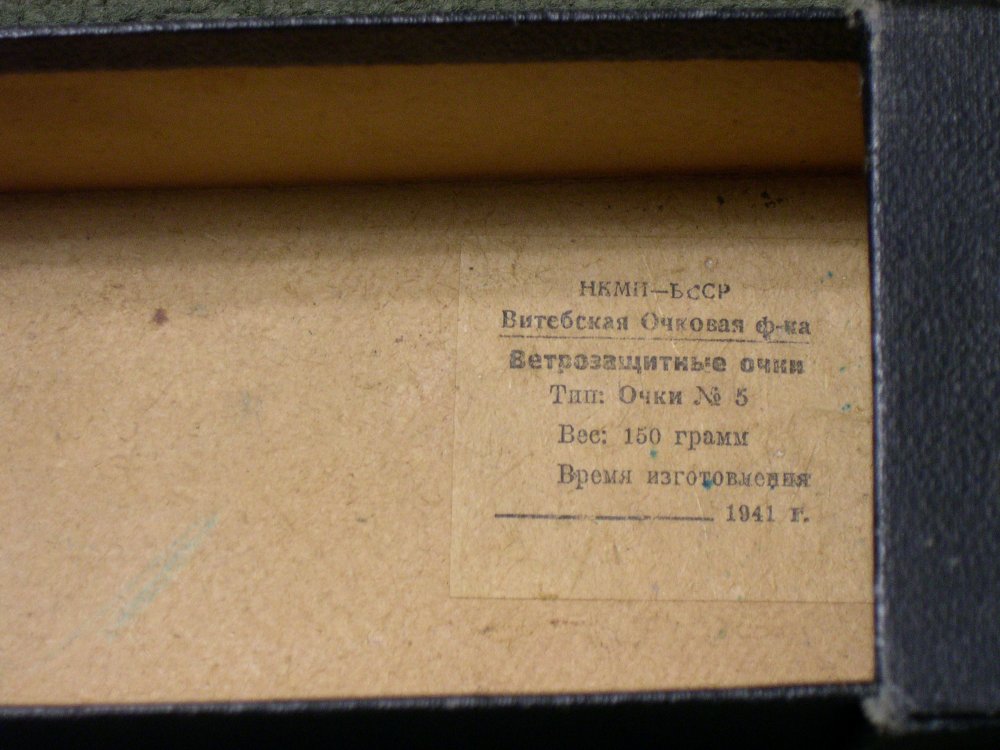 НКМП—БССР
Витебская Очковая ф-ка
Ветрозащитные очки
Тип: Очки № 5
Вес: 150 грамм
Время изготовления
1941 г.